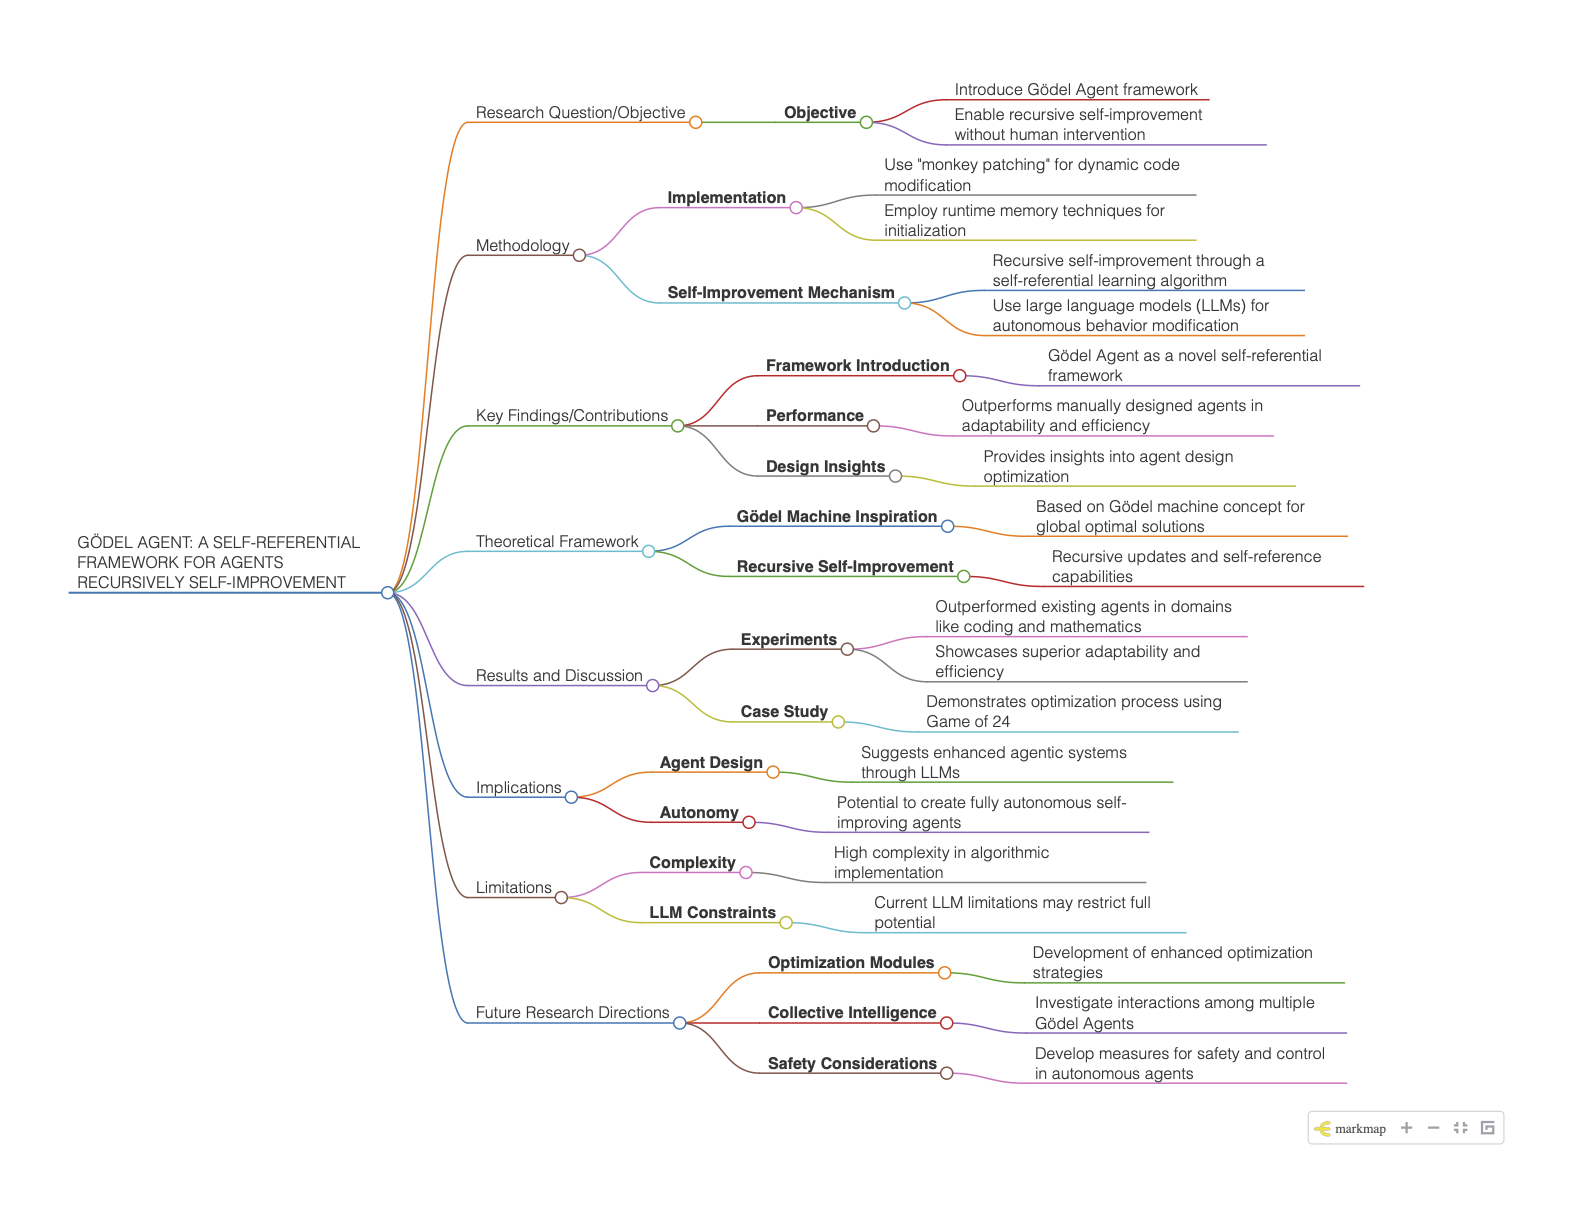 GÖDEL AGENT: A SELF-REFERENTIAL
FRAMEWORK FOR AGENTS
RECURSIVELY SELF-IMPROVEMENT
Research Question/Objective
Objective
Introduce Gödel Agent framework
Enable recursive self-improvement
without human intervention
Methodology
Implementation
Use "monkey patching" for dynamic code
modification
Employ runtime memory techniques for
initialization
Self-Improvement Mechanism
Recursive self-improvement through a
self-referential learning algorithm
Use large language models (LLMs) for
autonomous behavior modification
Key Findings/Contributions
Framework Introduction
Gödel Agent as a novel self-referential
framework
Performance
Outperforms manually designed agents in
adaptability and efficiency
Design Insights
Provides insights into agent design
optimization
Theoretical Framework
Gödel Machine Inspiration
Based on Gödel machine concept for
global optimal solutions
Recursive Self-Improvement
Recursive updates and self-reference
capabilities
Results and Discussion
Experiments
Outperformed existing agents in domains
like coding and mathematics
Showcases superior adaptability and
efficiency
Case Study
Demonstrates optimization process using
Game of 24
Implications
Agent Design
Suggests enhanced agentic systems
through LLMs
Autonomy
Potential to create fully autonomous self-
improving agents
Limitations
Complexity
High complexity in algorithmic
implementation
LLM Constraints
Current LLM limitations may restrict full
potential
Future Research Directions
Optimization Modules
Development of enhanced optimization
strategies
Collective Intelligence
Investigate interactions among multiple
Gödel Agents
Safety Considerations
Develop measures for safety and control
in autonomous agents
markmap